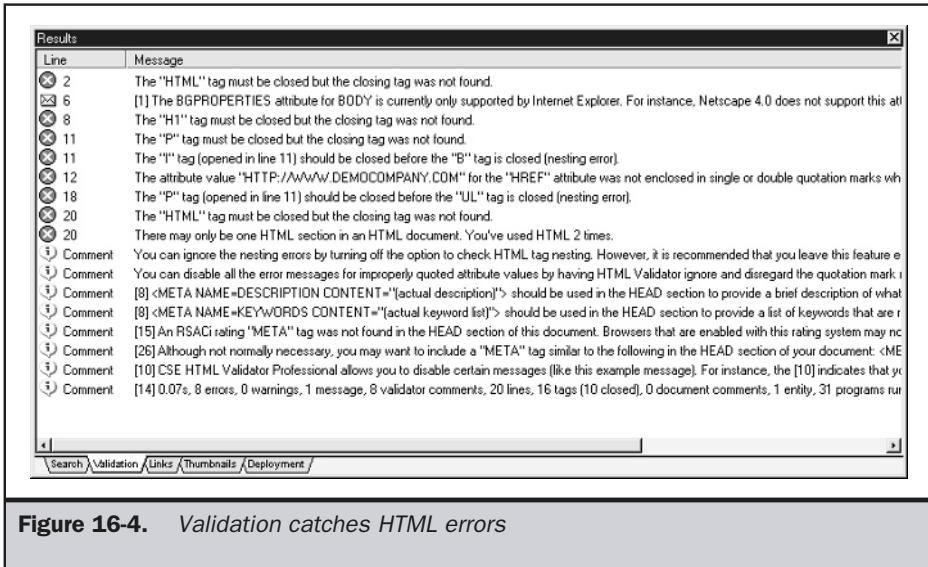 Results
Line Message
2 The "HTML" tag must be closed but the closing tag was not found.
6 [1] The BGPROPERTIES attribute for BODY is currently only supported by Internet Explorer. For instance, Netscape 4.0 does not support this att
8 The "H1" tag must be closed but the closing tag was not found.
11 The "P" tag must be closed but the closing tag was not found.
11 The "I" tag (opened in line 11) should be closed before the "B" tag is closed (nesting error).
12 The attribute value "HTTP://WWW.DEMOCOMPANY.COM" for the "HREF" attribute was not enclosed in single or double quotation marks wh
18 The "P" tag (opened in line 11) should be closed before the "UL" tag is closed (nesting error).
20 The "HTML" tag must be closed but the closing tag was not found.
20 There may only be one HTML section in an HTML document. You've used HTML 2 times.
Comment You can ignore the nesting errors by turning off the option to check HTML tag nesting. However, it is recommended that you leave this feature e
Comment You can disable all the error messages for improperly quoted attribute values by having HTML Validator ignore and disregard the quotation mark
Comment [8] <META NAME=DESCRIPTION CONTENT="(actual description)"> should be used in the HEAD section to provide a brief description of what
Comment [8] <META NAME=KEYWORDS CONTENT="(actual keyword list)"> should be used in the HEAD section to provide a list of keywords that are r
Comment [15] An RSACi rating "META" tag was not found in the HEAD section of this document. Browsers that are enabled with this rating system may no
Comment [26] Although not normally necessary, you may want to include a "META" tag similar to the following in the HEAD section of your document: <ME
Comment [10] CSE HTML Validator Professional allows you to disable certain messages (like this example message). For instance, the [10] indicates that yo
Comment [14] 0.07s, 8 errors, 0 warnings, 1 message, 8 validator comments, 20 lines, 16 tags (10 closed), 0 document comments, 1 entity, 31 programs run
Search Validation Links Thumbnails Deployment
Figure 16-4. Validation catches HTML errors